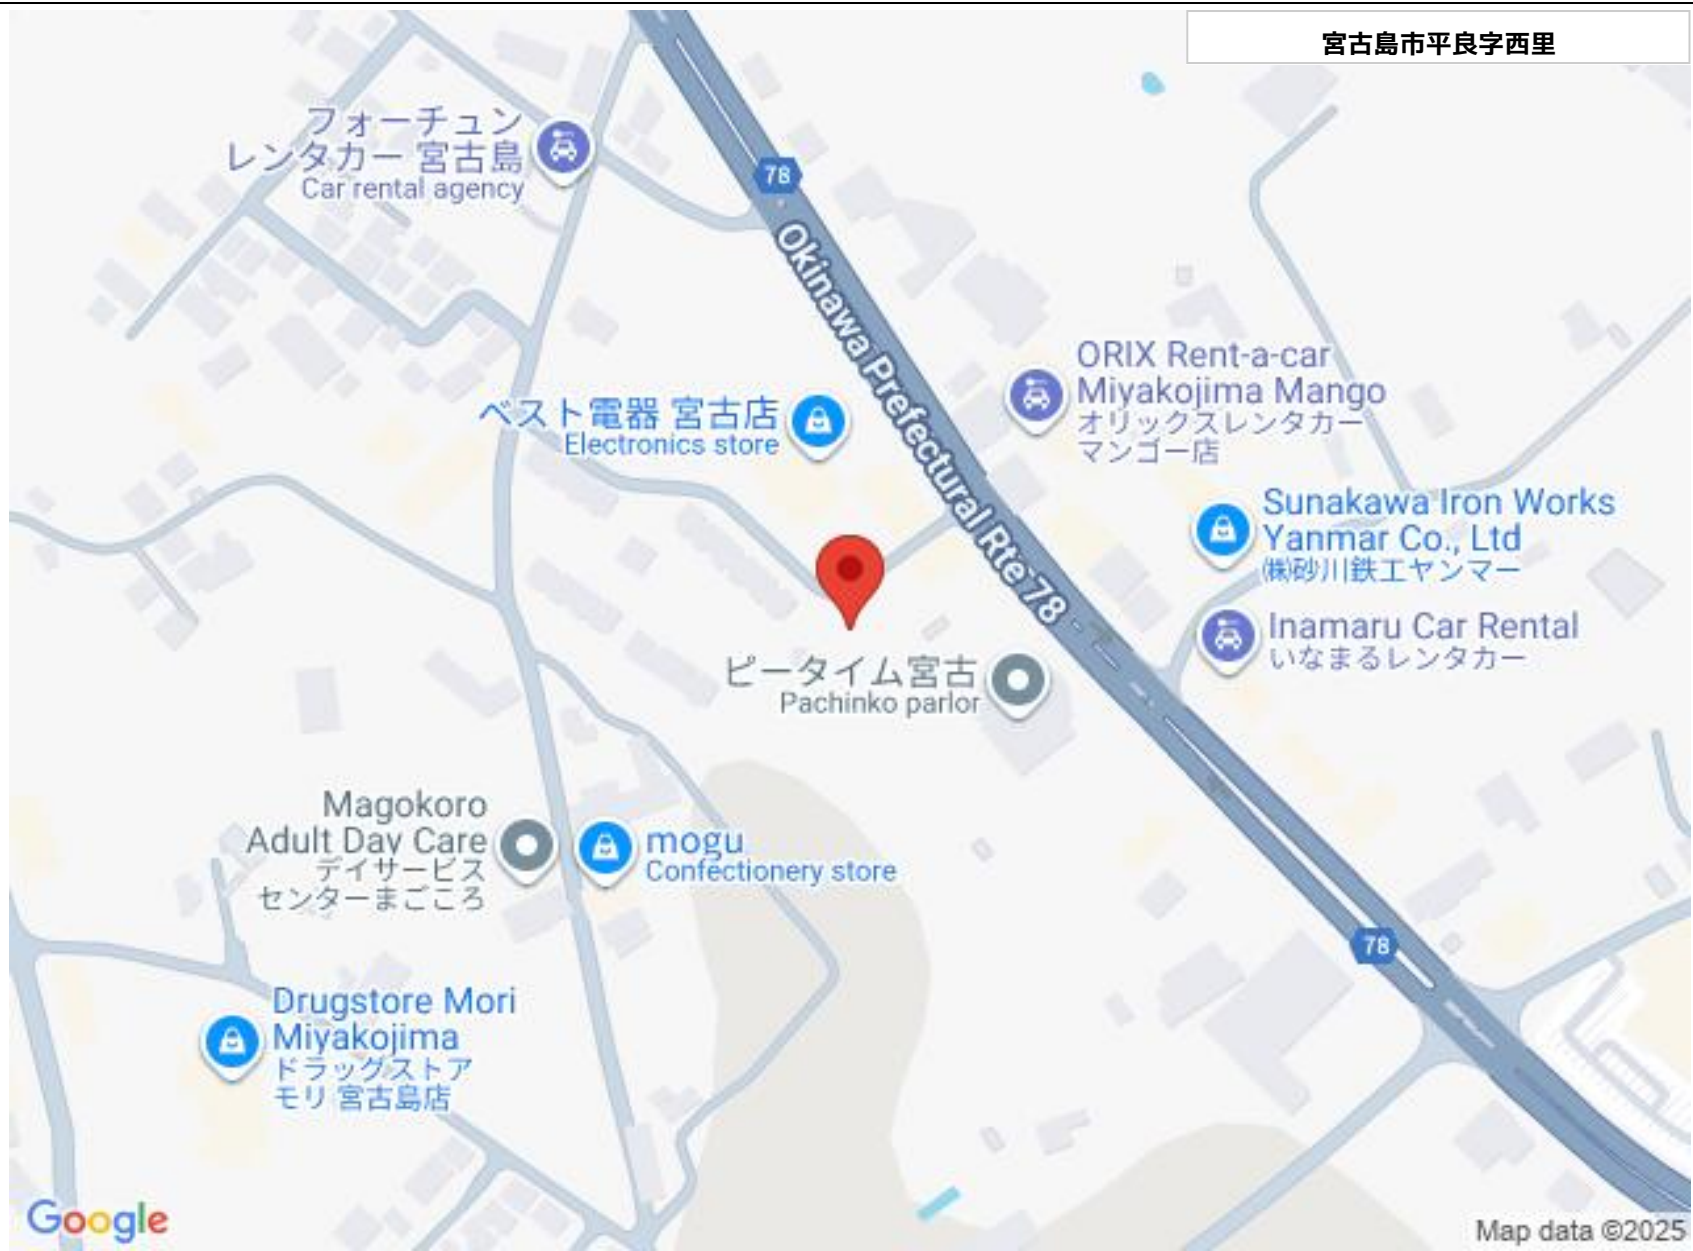 宮古島市平良字西里
フォーチュン
レンタカー 宮古島
Car rental agency
78
Okinawa Prefectural Rte 78
ORIX Rent-a-car
Miyakojima Mango
オリックスレンタカー
マンゴー店
ベスト電器 宮古店
Electronics store
Sunakawa Iron Works
Yanmar Co., Ltd
㈱砂川鉄工ヤンマー
Inamaru Car Rental
いなまるレンタカー
ピータイム宮古
Pachinko parlor
Magokoro
Adult Day Care
デイサービス
センターまごころ
mogu
Confectionery store
78
Drugstore Mori
Miyakojima
ドラッグストア
モリ 宮古島店
Google
Map data ©2025